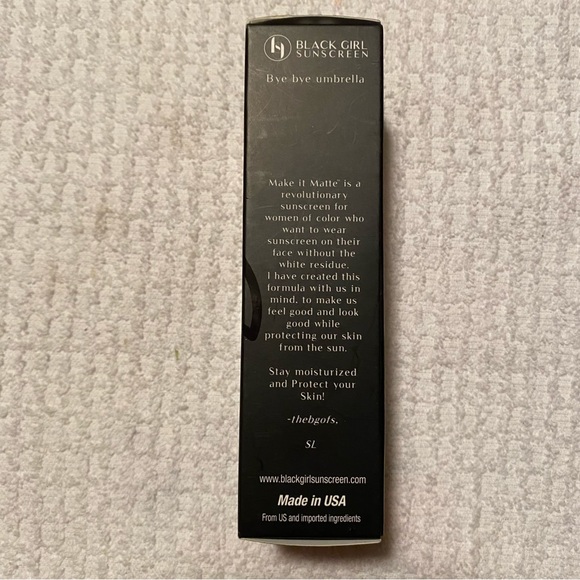 BLACK GIRL
SUNSCREEN
Bye bye umbrella
Make it Matte™ is a
revolutionary
sunscreen for
women of color who
want to wear
sunscreen on their
face without the
white residue.
I have created this
formula with us in
mind, to make us
feel good and look
good while
protecting our skin
from the sun.
Stay moisturized
and Protect your
Skin!
-thebgofs,
SL
www.blackgirlsunscreen.com
Made in USA
From US and imported ingredients